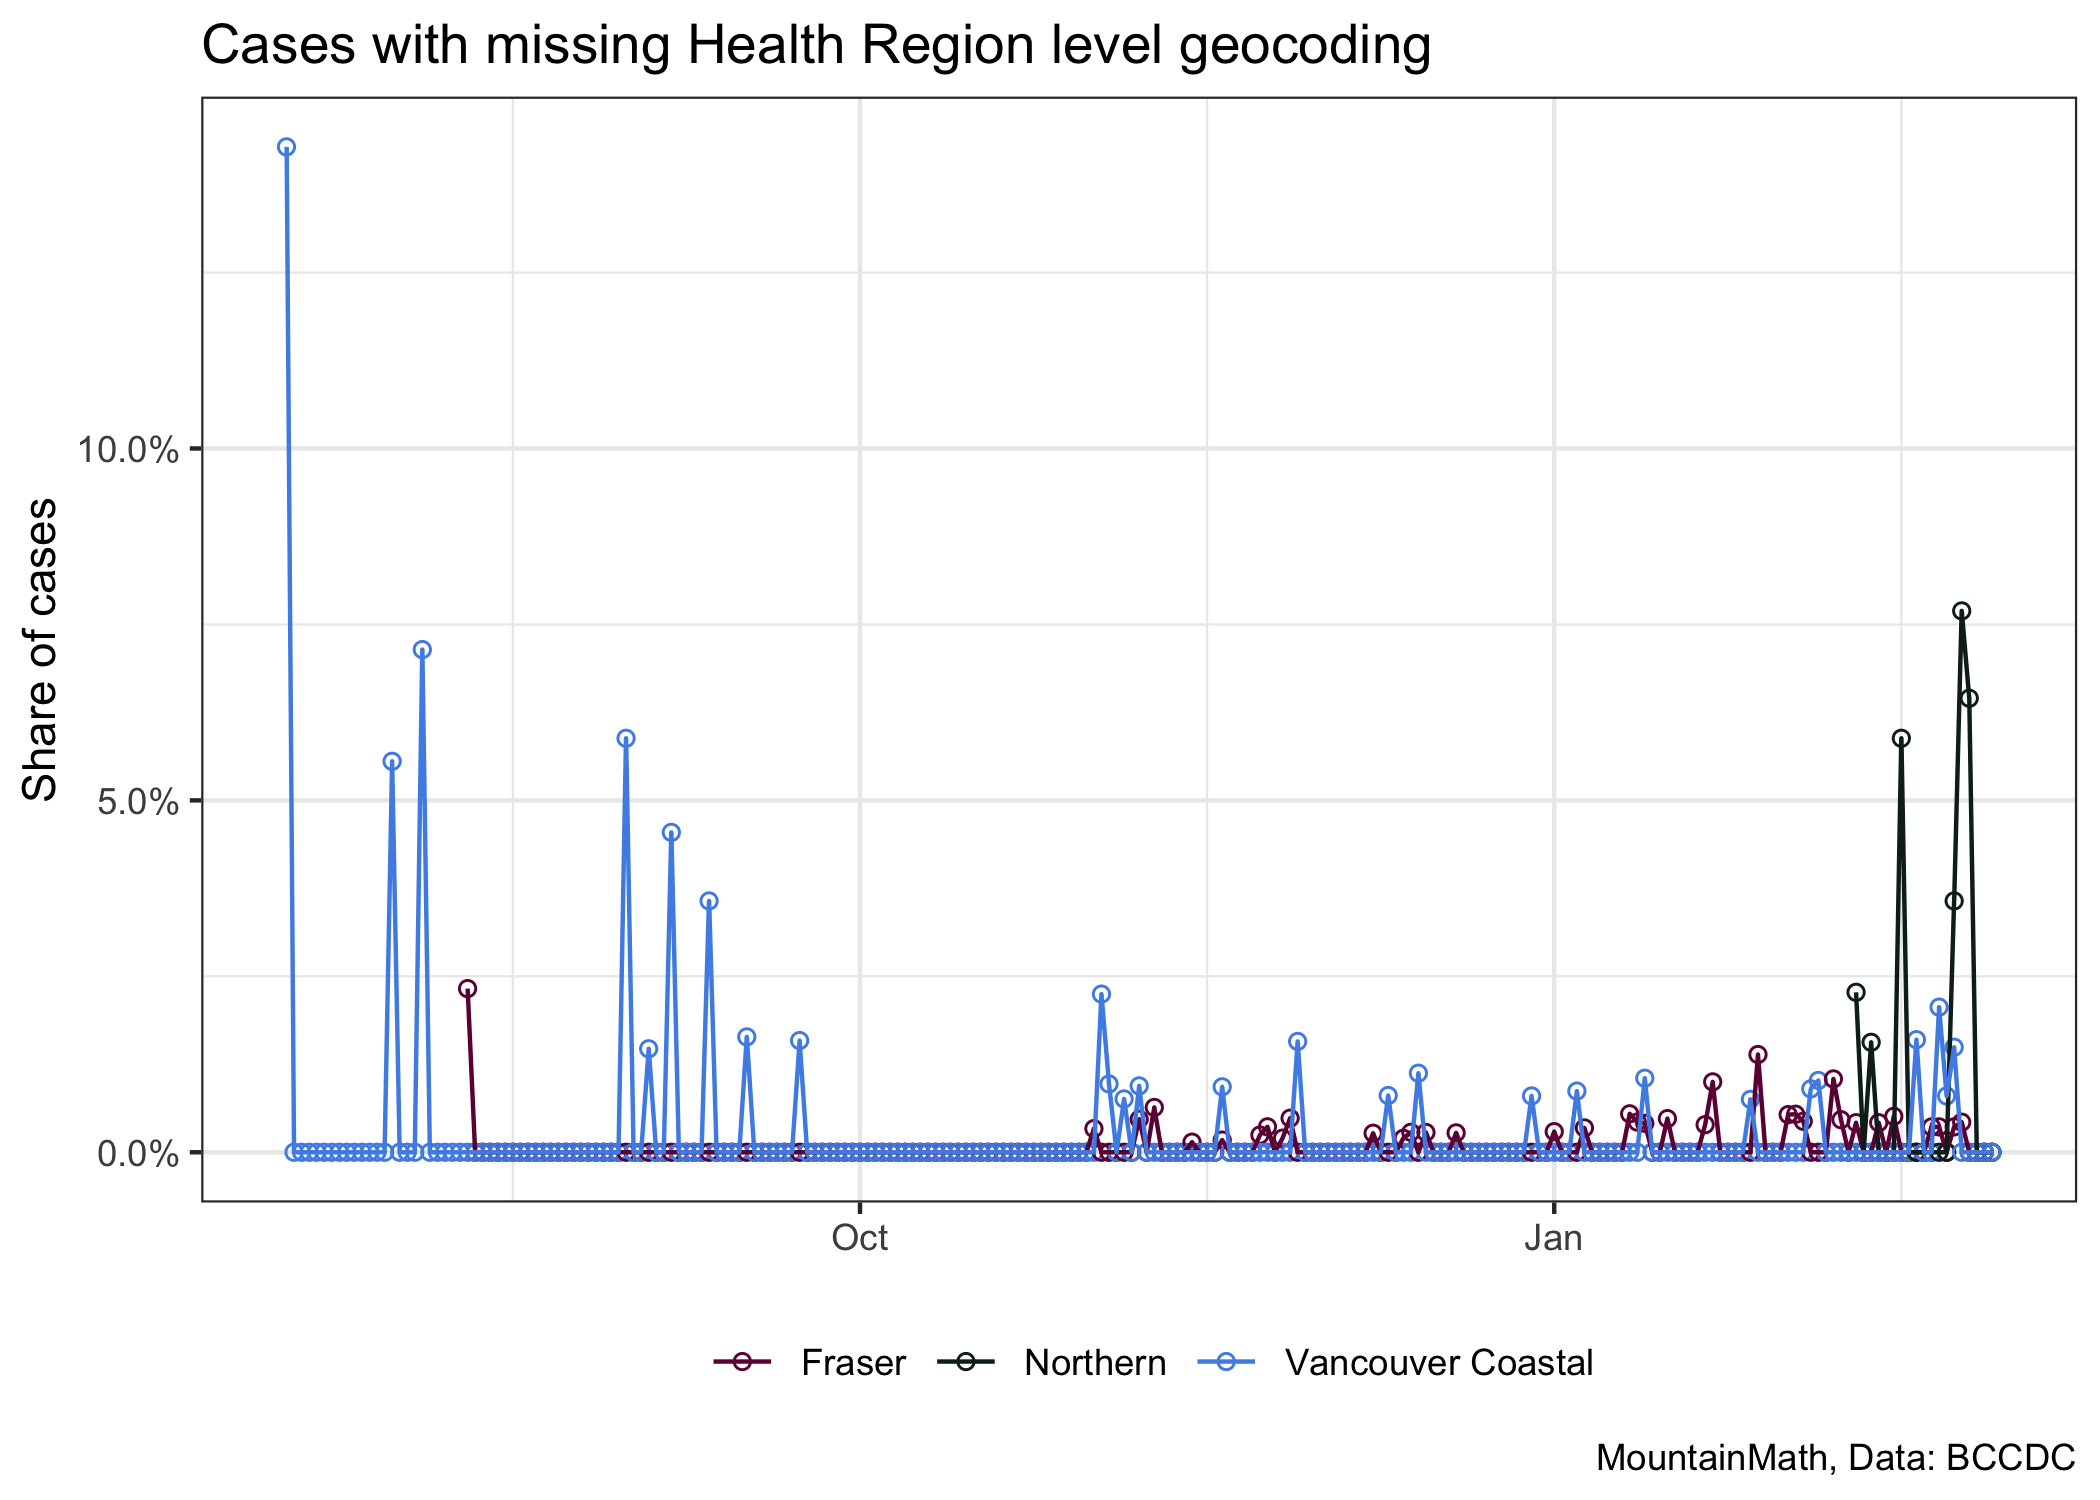 Cases with missing Health Region level geocoding
Share of cases
10.0%
5.0%
0.0%
Oct
Jan
Fraser
Northern
Vancouver Coastal
MountainMath, Data: BCCDC